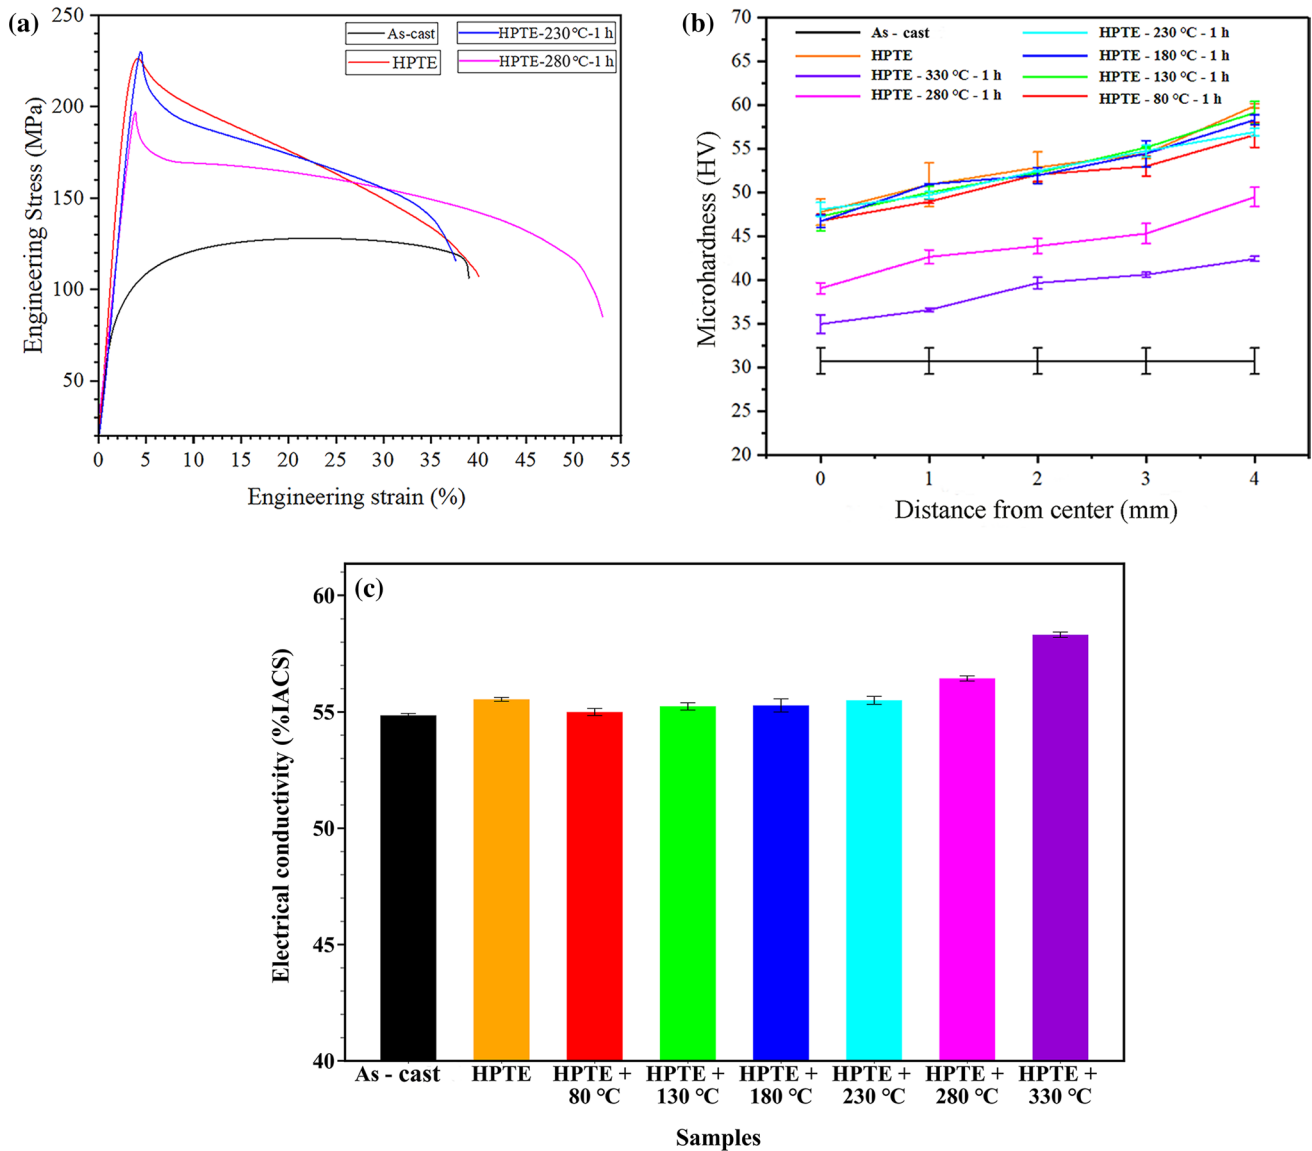 (a)
Engineering Stress (MPa)
250
200
150
100
50
As-cast
HPTE-230℃-1 h
HPTE
HPTE-280℃-1 h
0 5 10 15 20 25 30 35 40 45 50 55
Engineering strain (%)
(b)
Microhardness (HV)
70
65
60
55
50
45
40
35
30
25
20
As - cast
HPTE
HPTE - 330 ℃ - 1 h
HPTE - 280 ℃ - 1 h
HPTE - 230 ℃ - 1 h
HPTE - 180 ℃ - 1 h
HPTE - 130 ℃ - 1 h
HPTE - 80 ℃ - 1 h
0 1 2 3 4
Distance from center (mm)
(c)
Electrical conductivity (%IACS)
60
55
50
45
40
As - cast
HPTE
HPTE +
80 ℃
HPTE +
130 ℃
HPTE +
180 ℃
HPTE +
230 ℃
HPTE +
280 ℃
HPTE +
330 ℃
Samples